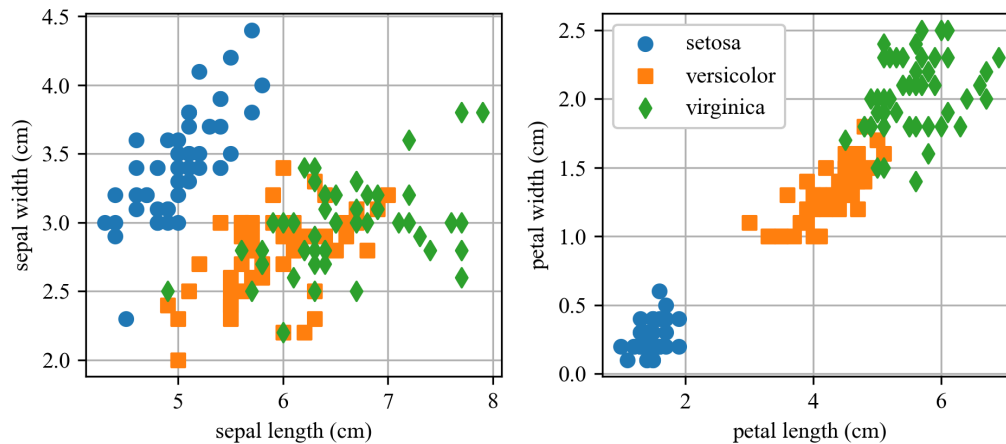 4.5
4.0
3.5
3.0
2.5
2.0
sepal width (cm)
5
6
7
8
sepal length (cm)
2.5
2.0
1.5
1.0
0.5
0.0
petal width (cm)
setosa
versicolor
virginica
2
4
6
petal length (cm)